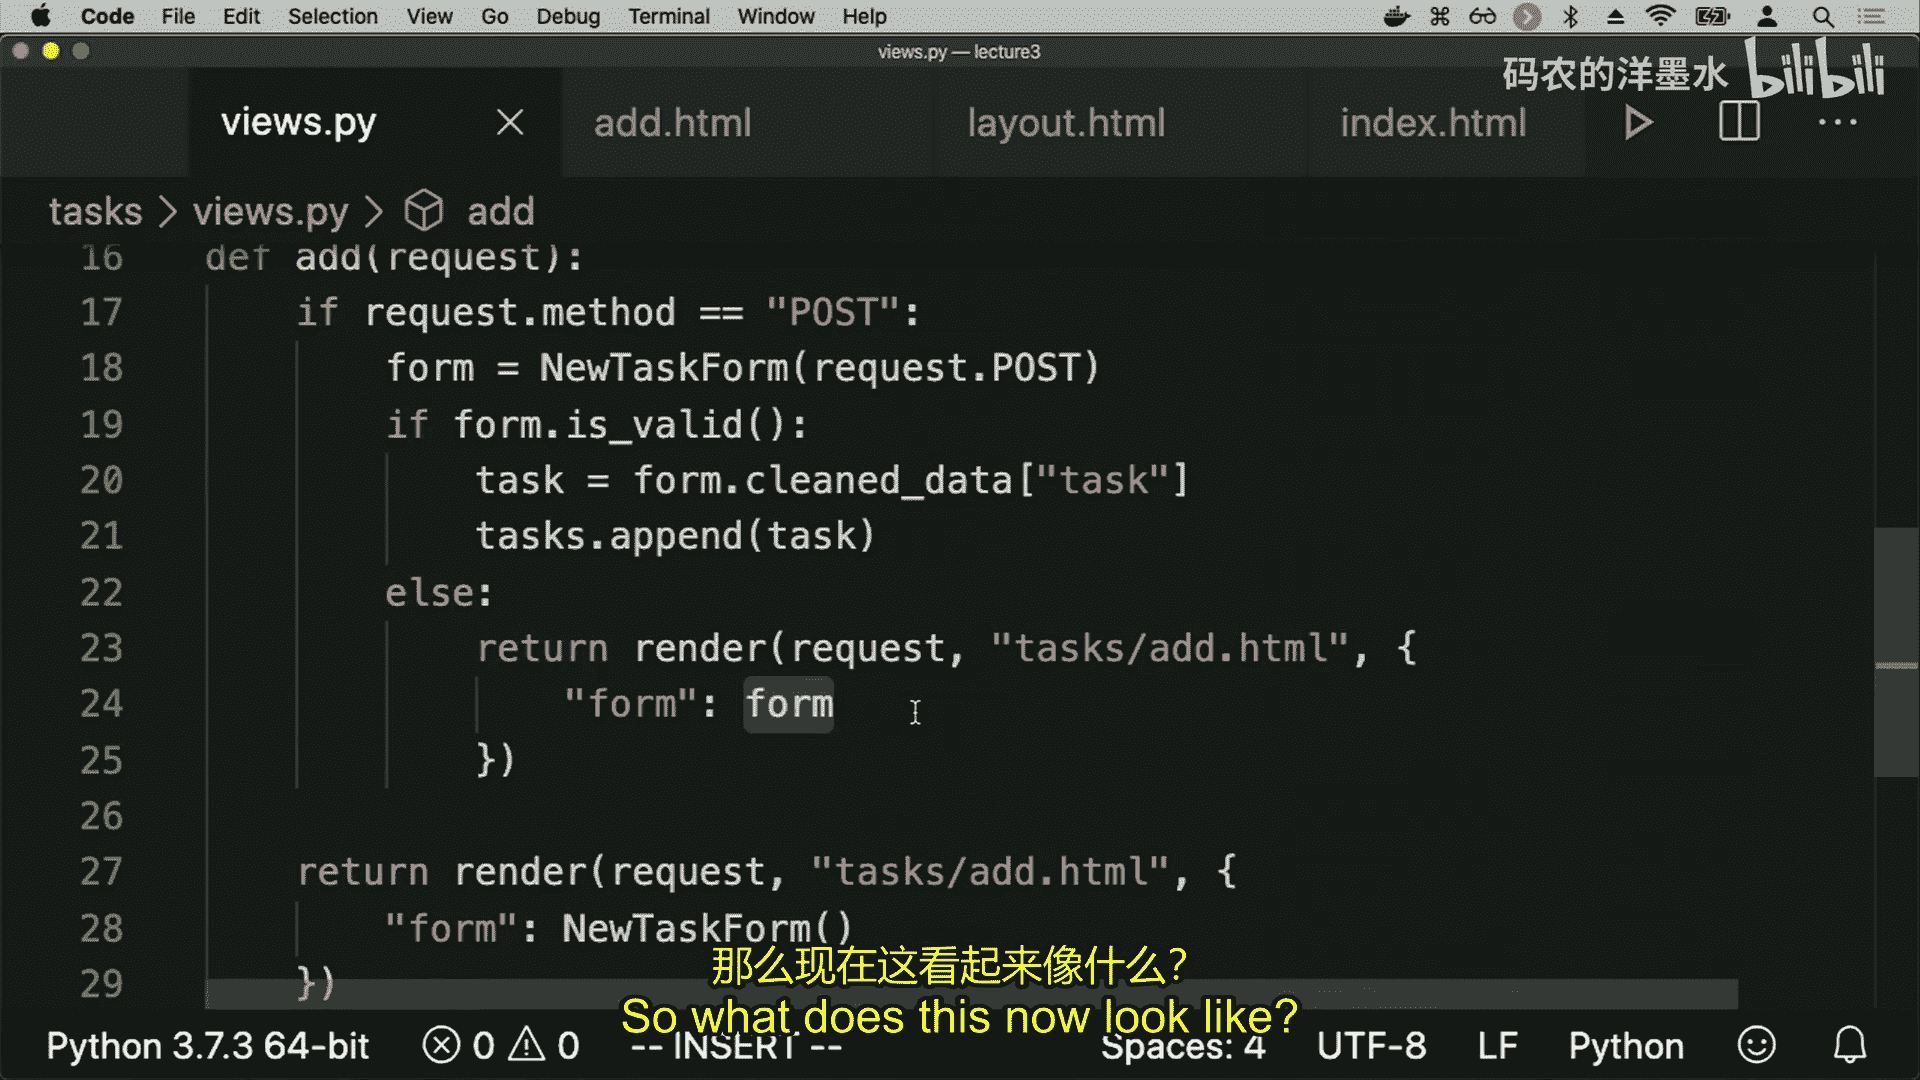 Code File Edit Selection View Go Debug Terminal Window Help
views.py — lecture3
码农的洋墨水 bilibili
views.py add.html layout.html index.html
tasks > views.py > add
16 def add(request):
17 if request.method == "POST":
18 form = NewTaskForm(request.POST)
19 if form.is_valid():
20 task = form.cleaned_data["task"]
21 tasks.append(task)
22 else:
23 return render(request, "tasks/add.html", {
24 "form": form
25 })
26
27 return render(request, "tasks/add.html", {
28 "form": NewTaskForm()
29 })
那么现在这看起来像什么?
So what does this now look like?
Python 3.7.3 64-bit 0 0 -- INSERT -- Spaces: 4 UTF-8 LF Python